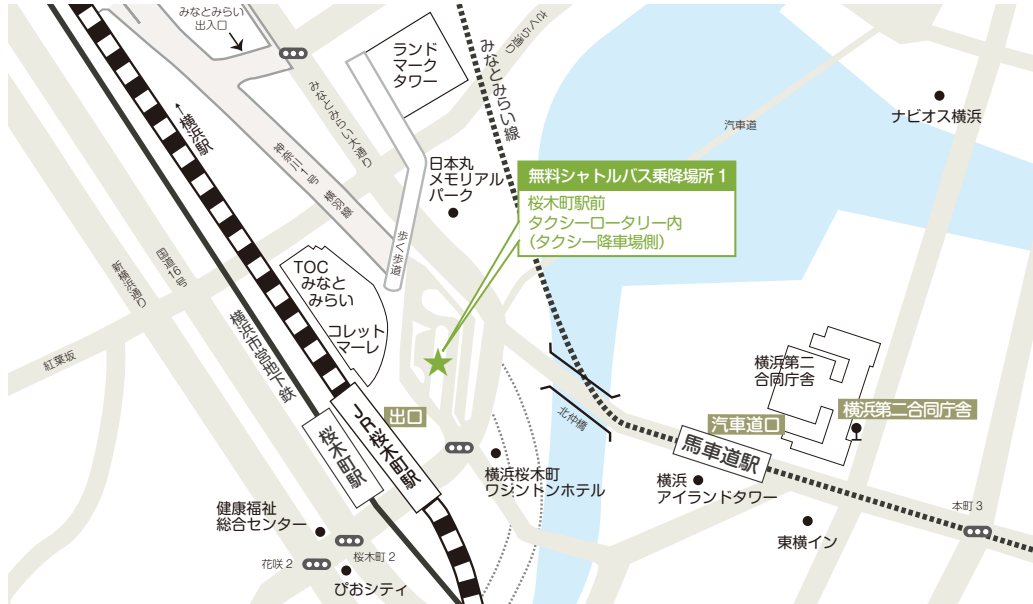 みなとみらい
出入口
ランド
マーク
タワー
みなとみらい線
さくら通り
ナビオス横浜
汽車道
みなとみらい大通り
←横浜駅
神奈川1号 横羽線
日本丸
メモリアル
パーク
無料シャトルバス乗降場所1
桜木町駅前
タクシーロータリー内
（タクシー降車場側）
動く歩道
TOC
みなと
みらい
コレット
マーレ
国道16号
新横浜通り
横浜市営地下鉄
紅葉坂
出口
JR桜木町駅
桜木町駅
北仲橋
横浜第二
合同庁舎
横浜第二合同庁舎
汽車道口
馬車道駅
横浜桜木町
ワシントンホテル
横浜
アイランドタワー
本町3
東横イン
健康福祉
総合センター
花咲2
桜木町2
ぴおシティ